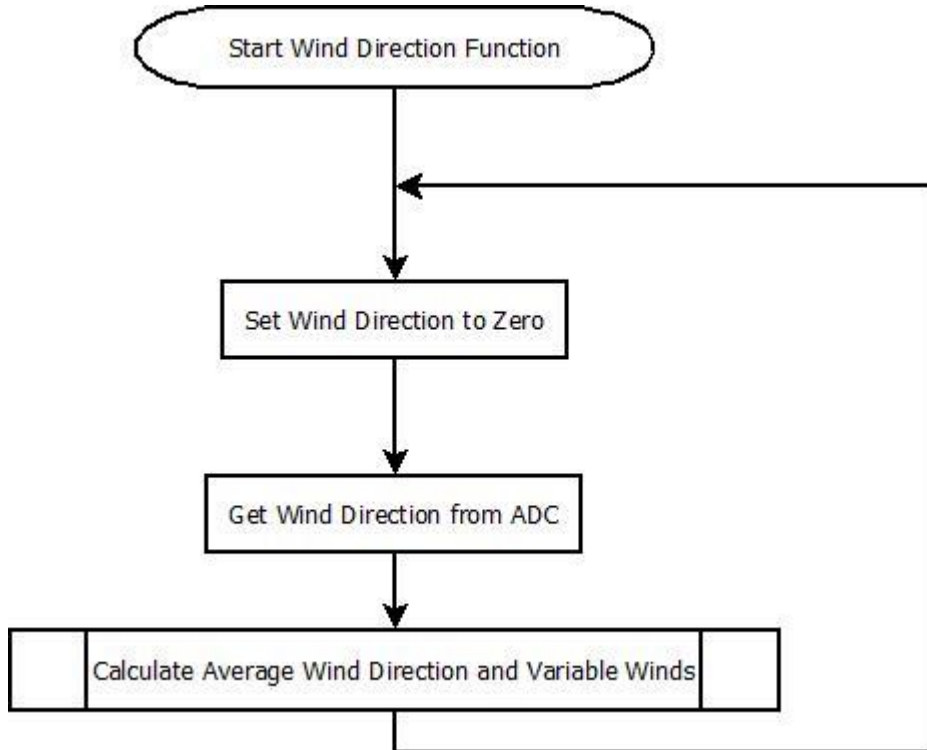 Start Wind Direction Function
Set Wind Direction to Zero
Get Wind Direction from ADC
Calculate Average Wind Direction and Variable Winds